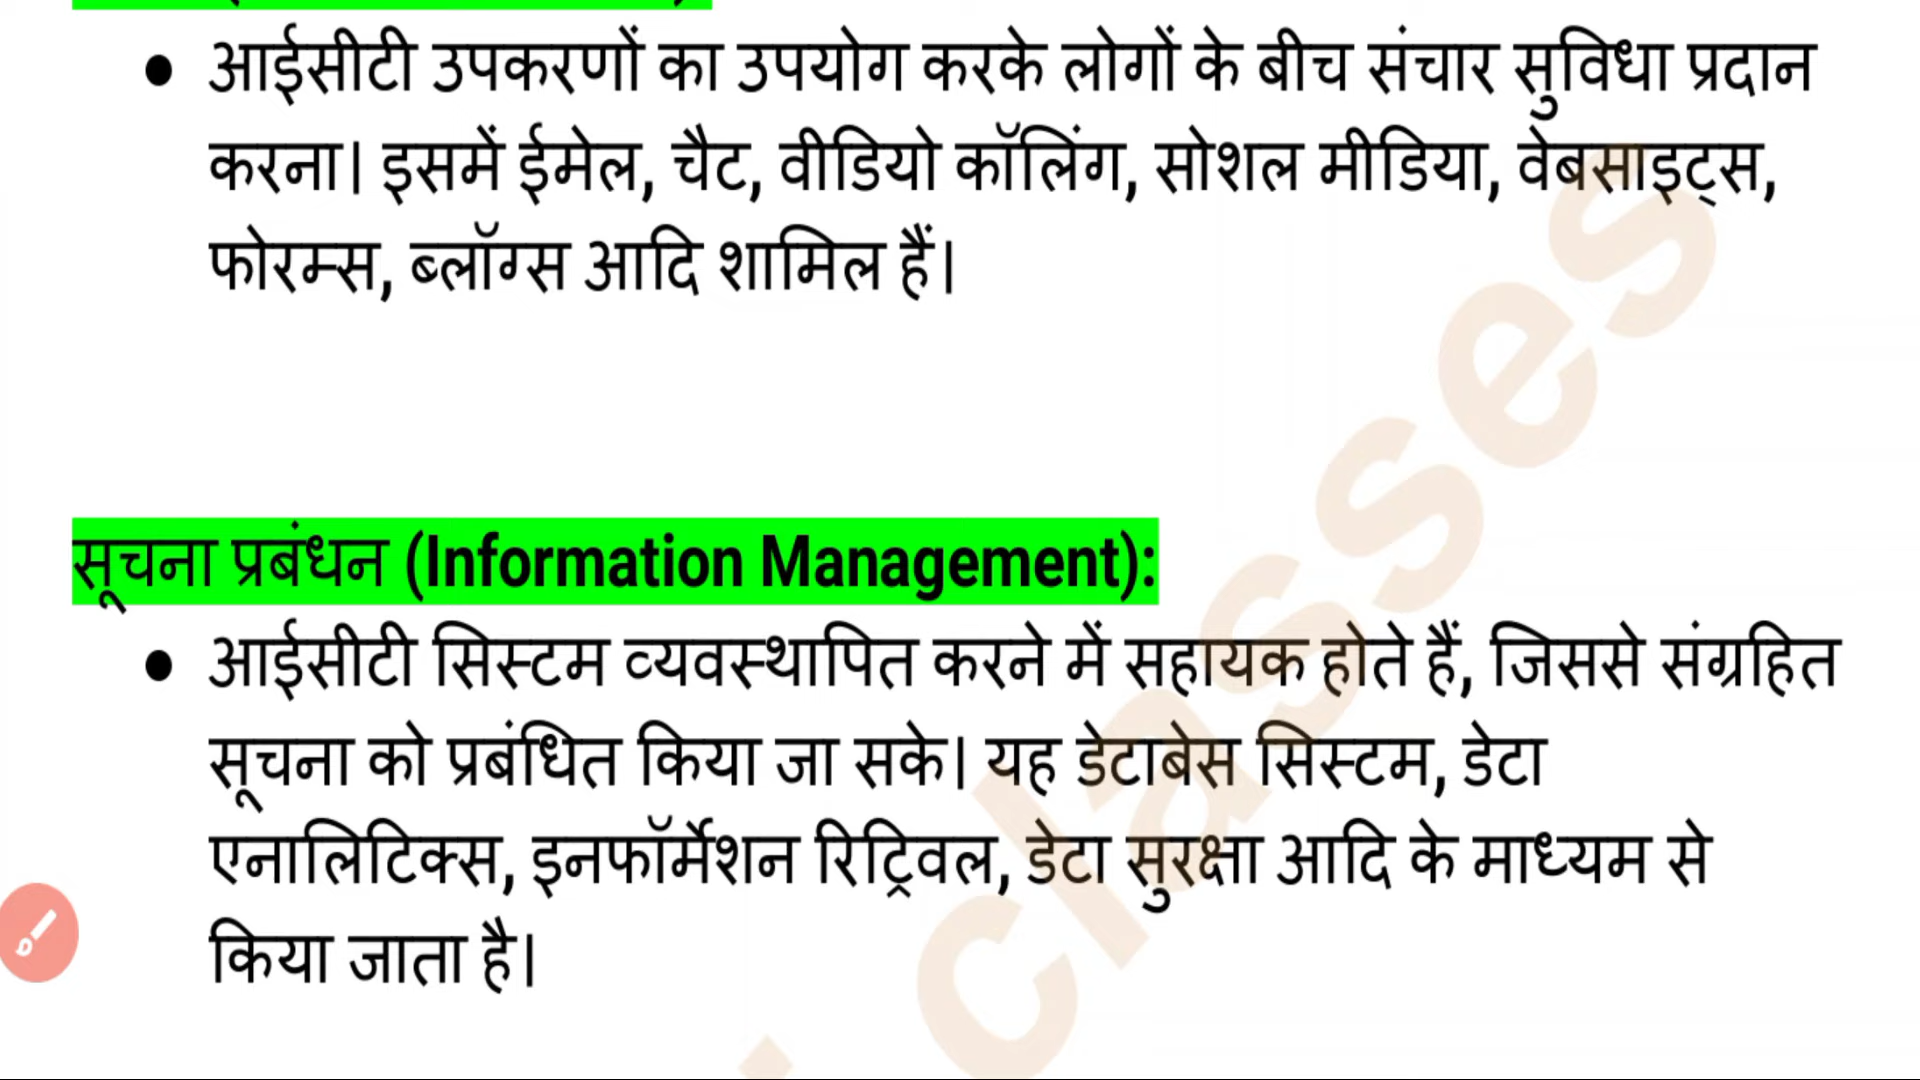 आईसीटी उपकरणों का उपयोग करके लोगों के बीच संचार सुविधा प्रदान
करना। इसमें ईमेल, चैट, वीडियो कॉलिंग, सोशल मीडिया, वेबसाइट्स,
फोरम्स, ब्लॉग्स आदि शामिल हैं।
सूचना प्रबंधन (Information Management):
आईसीटी सिस्टम व्यवस्थापित करने में सहायक होते हैं, जिससे संग्रहित
सूचना को प्रबंधित किया जा सके। यह डेटाबेस सिस्टम, डेटा
एनालिटिक्स, इनफॉर्मेशन रिट्रिवल, डेटा सुरक्षा आदि के माध्यम से
किया जाता है।
classes